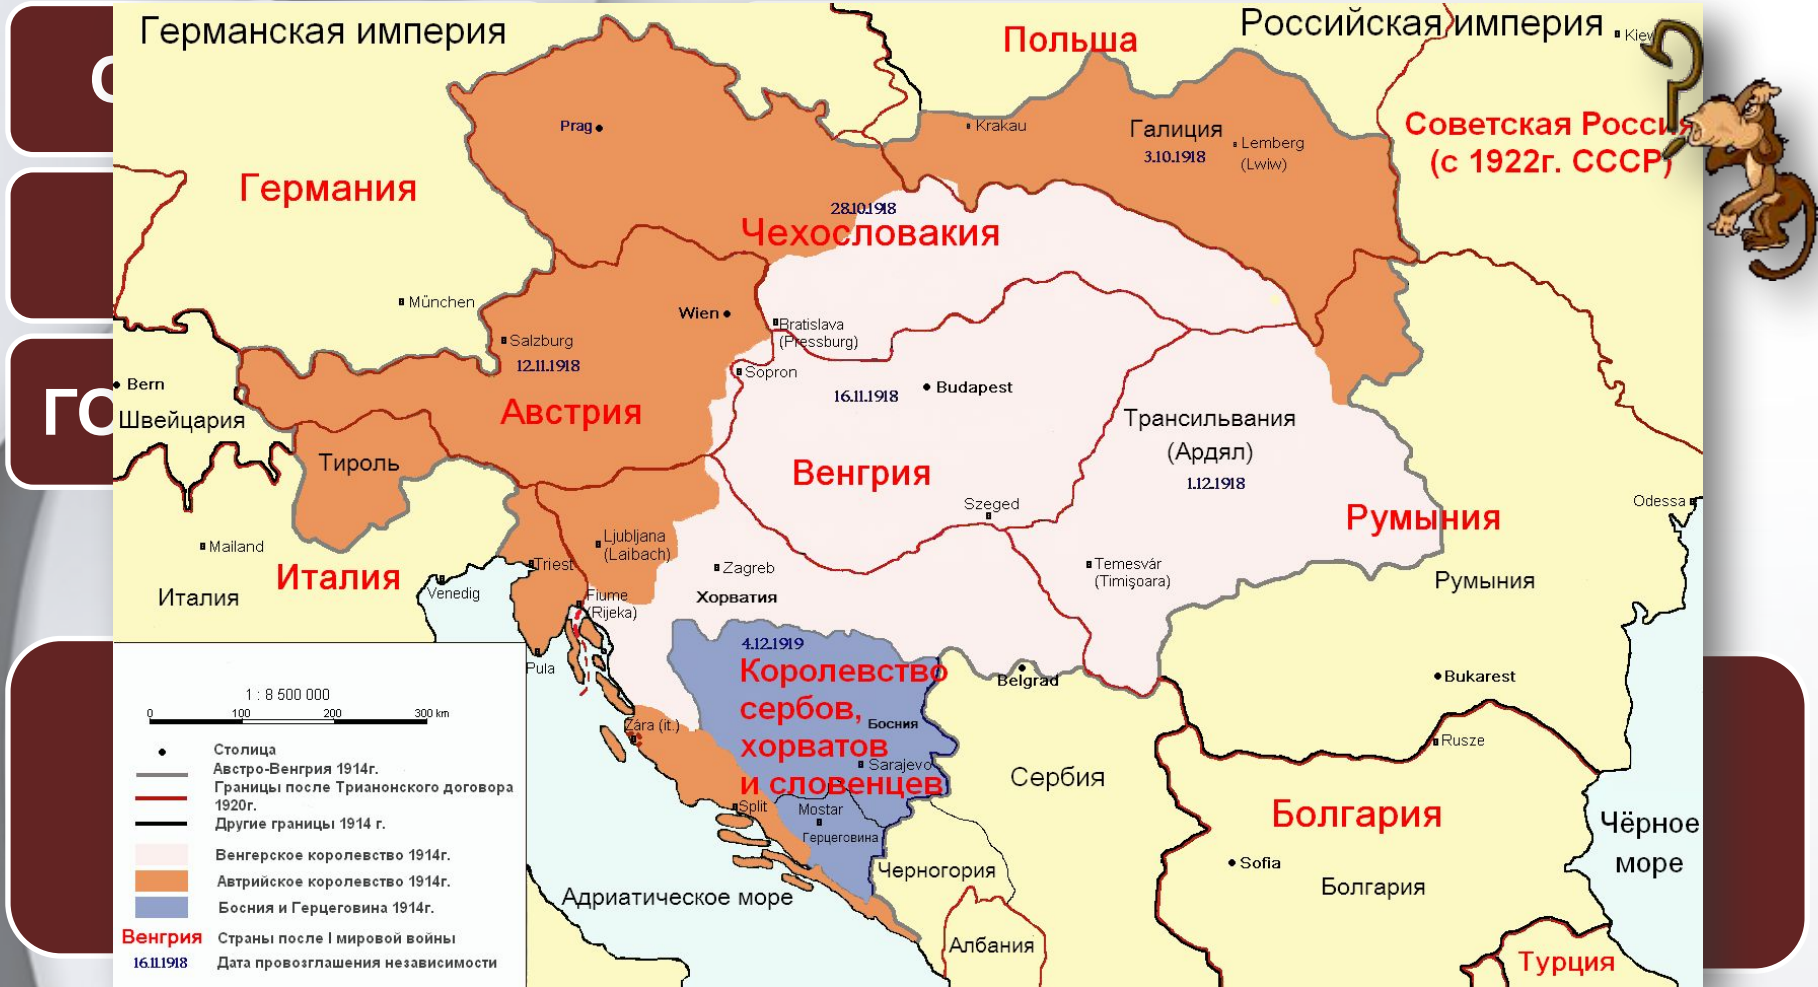 Германская империя
Польша
Российская империя
Kiew
Prag
Krakau
Галиция
3.10.1918
Lemberg
(Lwiw)
Советская Россия
(с 1922г. СССР)
Германия
28.10.1918
Чехословакия
München
Wien
Bratislava
(Pressburg)
Salzburg
12.11.1918
Sopron
16.11.1918
Budapest
Bern
Швейцария
Австрия
Трансильвания
(Ардял)
1.12.1918
Тироль
Венгрия
Szeged
Румыния
Odessa
Mailand
Ljubljana
(Laibach)
Италия
Triest
Zagreb
Temesvár
(Timişoara)
Италия
Venedig
Fiume
(Rijeka)
Хорватия
Румыния
4.12.1919
Pula
Королевство
сербов,
хорватов
и словенцев
Belgrad
Bukarest
Zára (it.)
Босния
Sarajevo
Rusze
Сербия
Split
Mostar
Герцеговина
Болгария
Чёрное
море
Черногория
Sofia
Болгария
Адриатическое море
Албания
Турция
1 : 8 500 000
0 100 200 300 km
Столица
Австро-Венгрия 1914г.
Границы после Трианонского договора
1920г.
Другие границы 1914 г.
Венгерское королевство 1914г.
Автрийское королевство 1914г.
Босния и Герцеговина 1914г.
Венгрия Страны после I мировой войны
16.11.1918 Дата провозглашения независимости
ГО